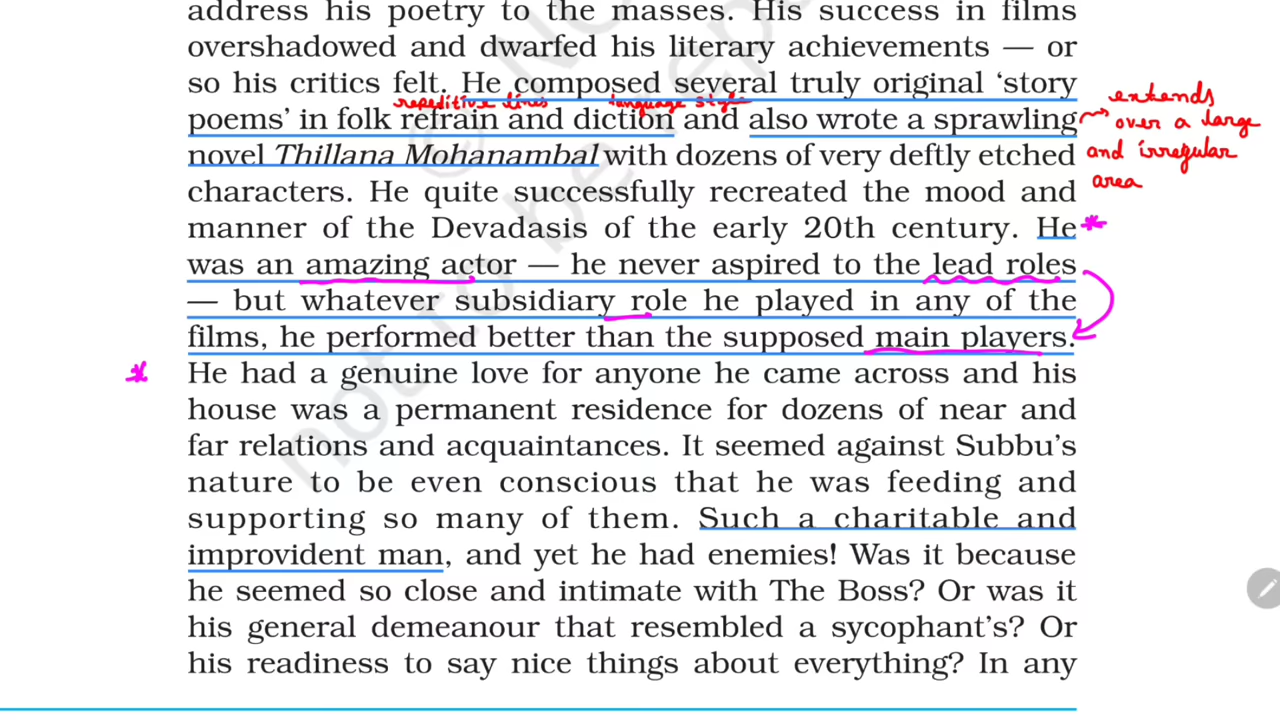 address his poetry to the masses. His success in films
overshadowed and dwarfed his literary achievements — or
so his critics felt. He composed several truly original ‘story
repeditive lines language style
poems’ in folk refrain and diction and also wrote a sprawling
extends
over a large
and irregular
area
novel Thillana Mohanambal with dozens of very deftly etched
characters. He quite successfully recreated the mood and
manner of the Devadasis of the early 20th century. He
was an amazing actor — he never aspired to the lead roles
— but whatever subsidiary role he played in any of the
films, he performed better than the supposed main players.
He had a genuine love for anyone he came across and his
house was a permanent residence for dozens of near and
far relations and acquaintances. It seemed against Subbu’s
nature to be even conscious that he was feeding and
supporting so many of them. Such a charitable and
improvident man, and yet he had enemies! Was it because
he seemed so close and intimate with The Boss? Or was it
his general demeanour that resembled a sycophant’s? Or
his readiness to say nice things about everything? In any
not to be